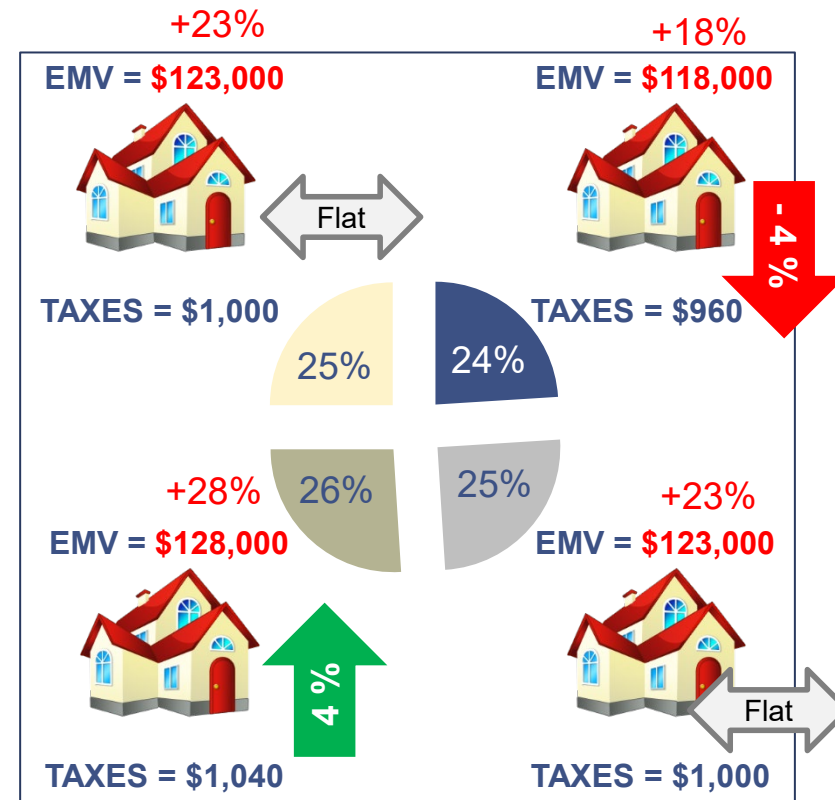 +23%
EMV = $123,000
Flat
TAXES = $1,000
+18%
EMV = $118,000
- 4 %
TAXES = $960
25%
24%
26%
25%
+28%
EMV = $128,000
4 %
TAXES = $1,040
+23%
EMV = $123,000
Flat
TAXES = $1,000